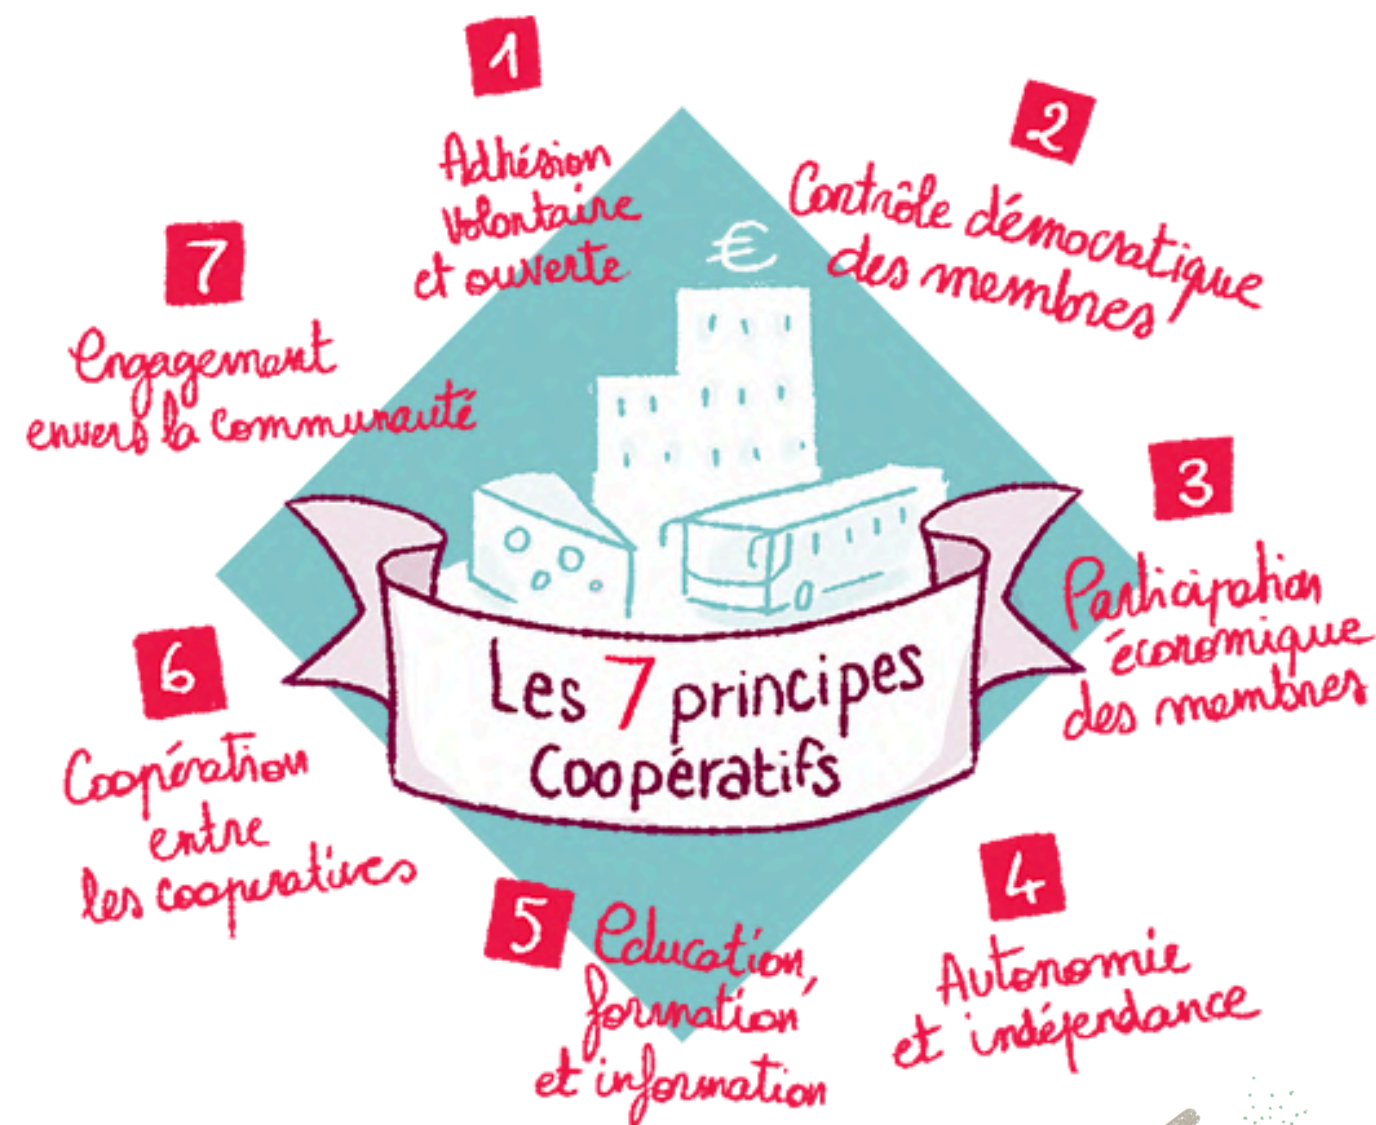 1
Adhésion
volontaire
et ouverte
2
Contrôle démocratique
des membres
3
Participation
économique
des membres
4
Autonomie
et indépendance
5
Education,
formation
et information
6
Coopération
entre
les cooperatives
7
Engagement
envers la communauté
€
Les 7 principes
Coopératifs